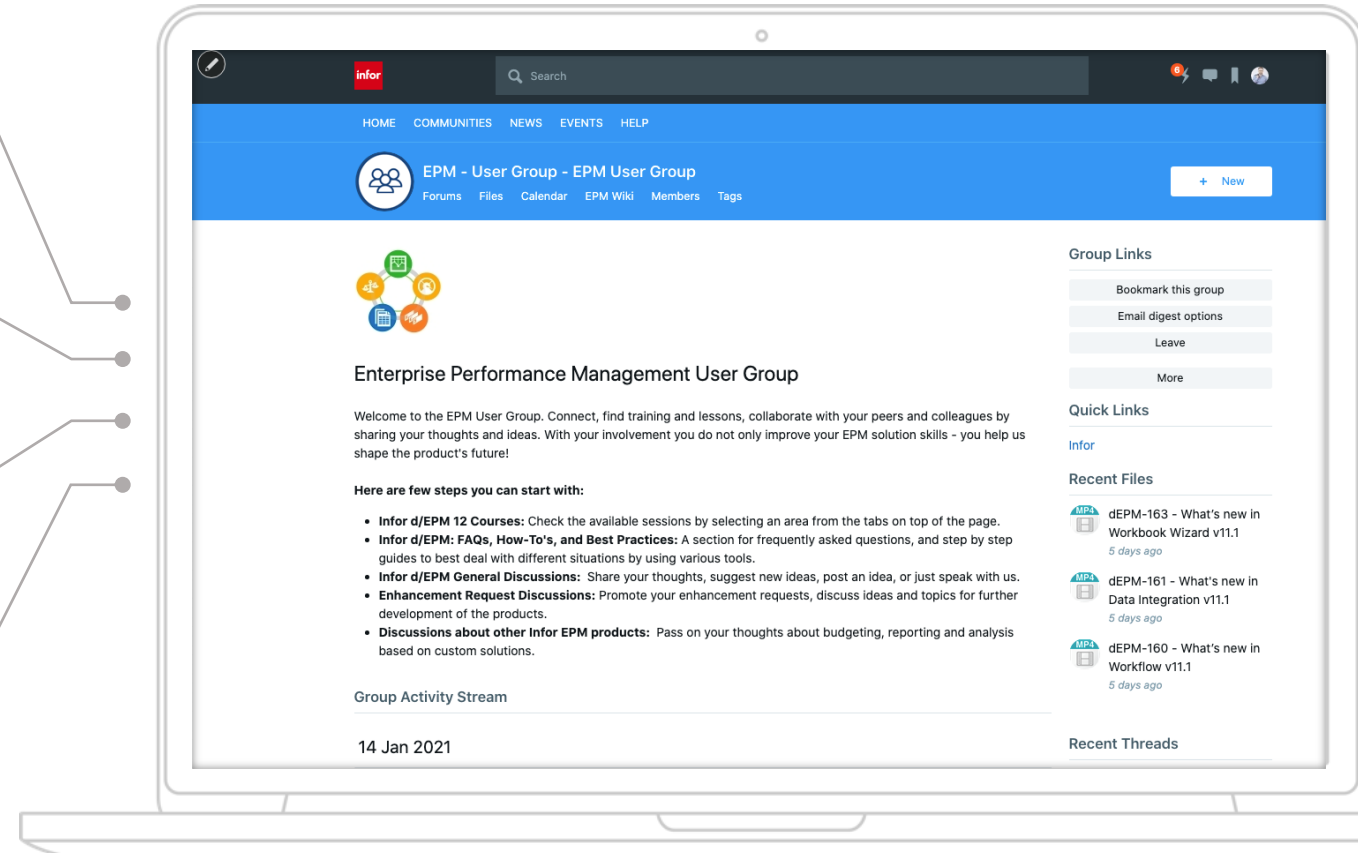 infor
Search
6
HOME COMMUNITIES NEWS EVENTS HELP
EPM - User Group - EPM User Group
Forums Files Calendar EPM Wiki Members Tags
+ New
Enterprise Performance Management User Group
Welcome to the EPM User Group. Connect, find training and lessons, collaborate with your peers and colleagues by
sharing your thoughts and ideas. With your involvement you do not only improve your EPM solution skills - you help us
shape the product's future!
Here are few steps you can start with:
• Infor d/EPM 12 Courses: Check the available sessions by selecting an area from the tabs on top of the page.
• Infor d/EPM: FAQs, How-To's, and Best Practices: A section for frequently asked questions, and step by step
guides to best deal with different situations by using various tools.
• Infor d/EPM General Discussions: Share your thoughts, suggest new ideas, post an idea, or just speak with us.
• Enhancement Request Discussions: Promote your enhancement requests, discuss ideas and topics for further
development of the products.
• Discussions about other Infor EPM products: Pass on your thoughts about budgeting, reporting and analysis
based on custom solutions.
Group Activity Stream
14 Jan 2021
Group Links
Bookmark this group
Email digest options
Leave
More
Quick Links
Infor
Recent Files
MP4
dEPM-163 - What's new in
Workbook Wizard v11.1
5 days ago
MP4
dEPM-161 - What's new in
Data Integration v11.1
5 days ago
MP4
dEPM-160 - What's new in
Workflow v11.1
5 days ago
Recent Threads